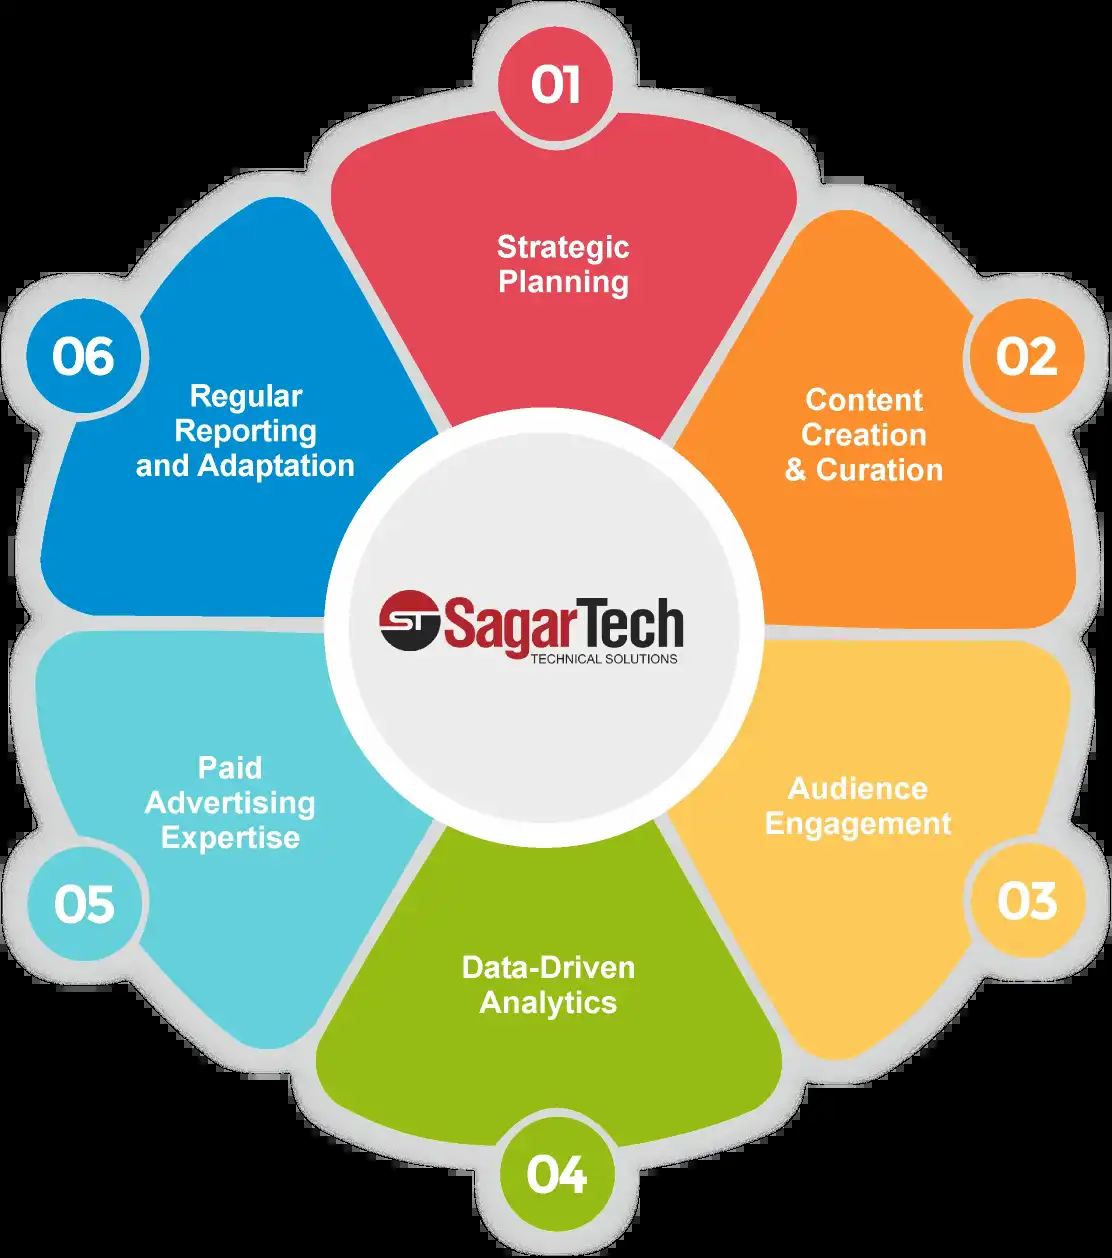 01
Strategic
Planning
02
Content
Creation
& Curation
03
Audience
Engagement
04
Data-Driven
Analytics
05
Paid
Advertising
Expertise
06
Regular
Reporting
and Adaptation
ST SagarTech
TECHNICAL SOLUTIONS